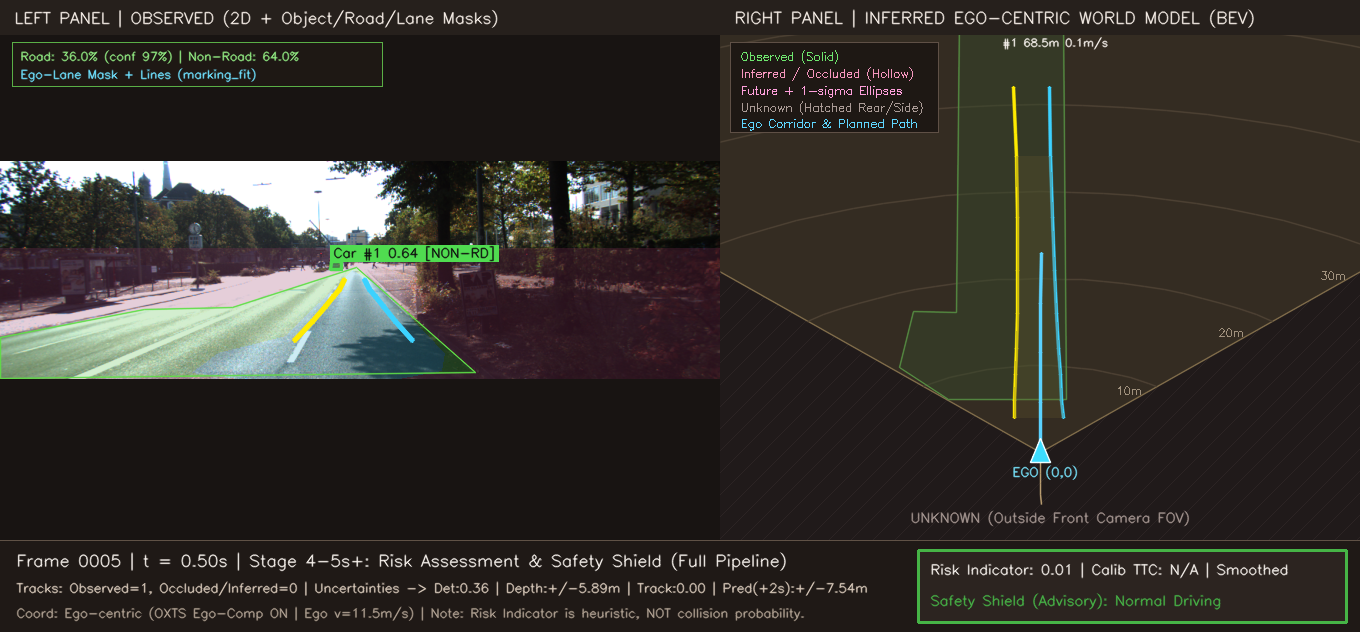 LEFT PANEL | OBSERVED (2D + Object/Road/Lane Masks)
Road: 36.0% (conf 97%) | Non-Road: 64.0%
Ego-Lane Mask + Lines (marking_fit)
Car #1 0.64 [NON-RD]
RIGHT PANEL | INFERRED EGO-CENTRIC WORLD MODEL (BEV)
#1 68.5m 0.1m/s
Observed (Solid)
Inferred / Occluded (Hollow)
Future + 1-sigma Ellipses
Unknown (Hatched Rear/Side)
Ego Corridor & Planned Path
30m
20m
10m
EGO (0,0)
UNKNOWN (Outside Front Camera FOV)
Frame 0005 | t = 0.50s | Stage 4-5s+: Risk Assessment & Safety Shield (Full Pipeline)
Tracks: Observed=1, Occluded/Inferred=0 | Uncertainties -> Det:0.36 | Depth:+/-5.89m | Track:0.00 | Pred(+2s):+/-7.54m
Coord: Ego-centric (OXTS Ego-Comp ON | Ego v=11.5m/s) | Note: Risk Indicator is heuristic, NOT collision probability.
Risk Indicator: 0.01 | Calib TTC: N/A | Smoothed
Safety Shield (Advisory): Normal Driving